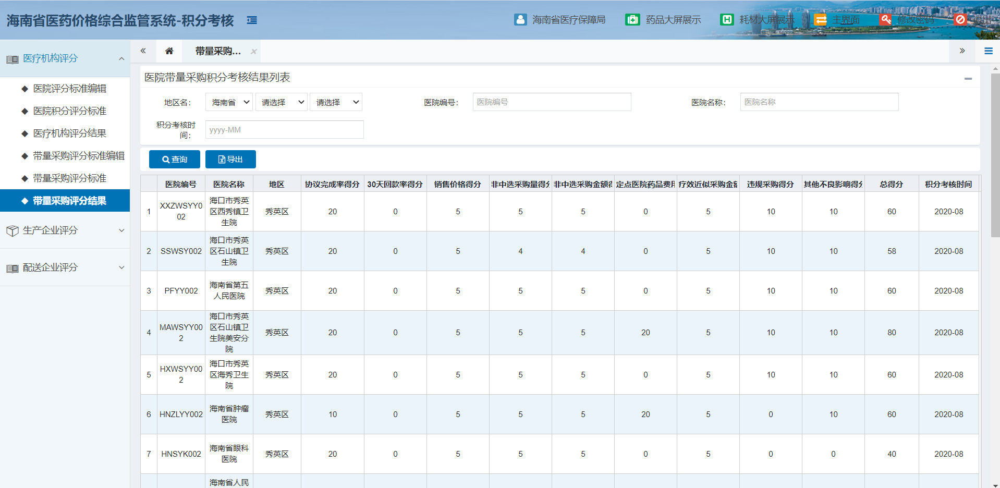 海南省医药价格综合监管系统-积分考核
海南省医疗保障局
药品大屏展示
耗材大屏展示
主界面
修改密码
退出
医疗机构评分
医院评分标准编辑
医院积分评分标准
医疗机构评分结果
带量采购评分标准编辑
带量采购评分标准
带量采购评分结果
生产企业评分
配送企业评分
带量采购...
医院带量采购积分考核结果列表
地区名： 海南省 请选择 请选择 医院编号： 医院编号 医院名称： 医院名称
积分考核时
间： yyyy-MM
查询 导出
医院编号 医院名称 地区 协议完成率得分 30天回款率得分 销售价格得分 非中选采购量得分 非中选采购金额得 定点医院药品费用 疗效近似采购金额 违规采购得分 其他不良影响得分 总得分 积分考核时间
1 XXZWSYY002 海口市秀英区西秀镇卫生院 秀英区 20 0 5 5 5 0 5 10 10 60 2020-08
2 SSWSY002 海口市秀英区石山镇卫生院 秀英区 20 0 5 4 4 0 5 10 10 58 2020-08
3 PFYY002 海南省第五人民医院 秀英区 20 0 5 5 5 0 5 10 10 60 2020-08
4 MAWSYY002 海口市秀英区石山镇卫生院美安分院 秀英区 20 0 5 5 5 20 5 10 10 80 2020-08
5 HXWSYY002 海口市秀英区海秀卫生院 秀英区 20 0 5 5 5 0 5 10 10 60 2020-08
6 HNZLYY002 海南省肿瘤医院 秀英区 10 0 5 5 5 20 5 0 10 60 2020-08
7 HNSYK002 海南省眼科医院 秀英区 20 0 5 5 5 0 5 0 0 40 2020-08
海南省人民